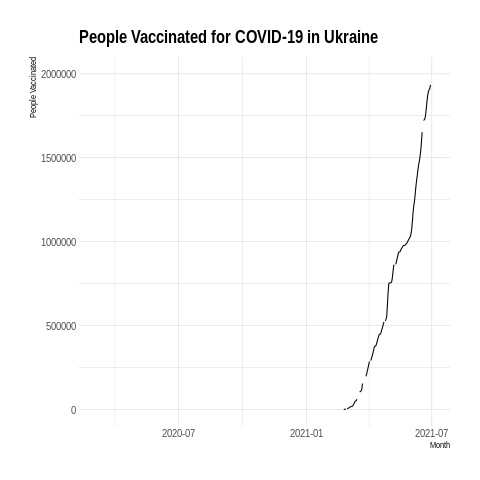 People Vaccinated for COVID-19 in Ukraine
People Vaccinated
2000000
1500000
1000000
500000
0
2020-07
2021-01
2021-07
Month